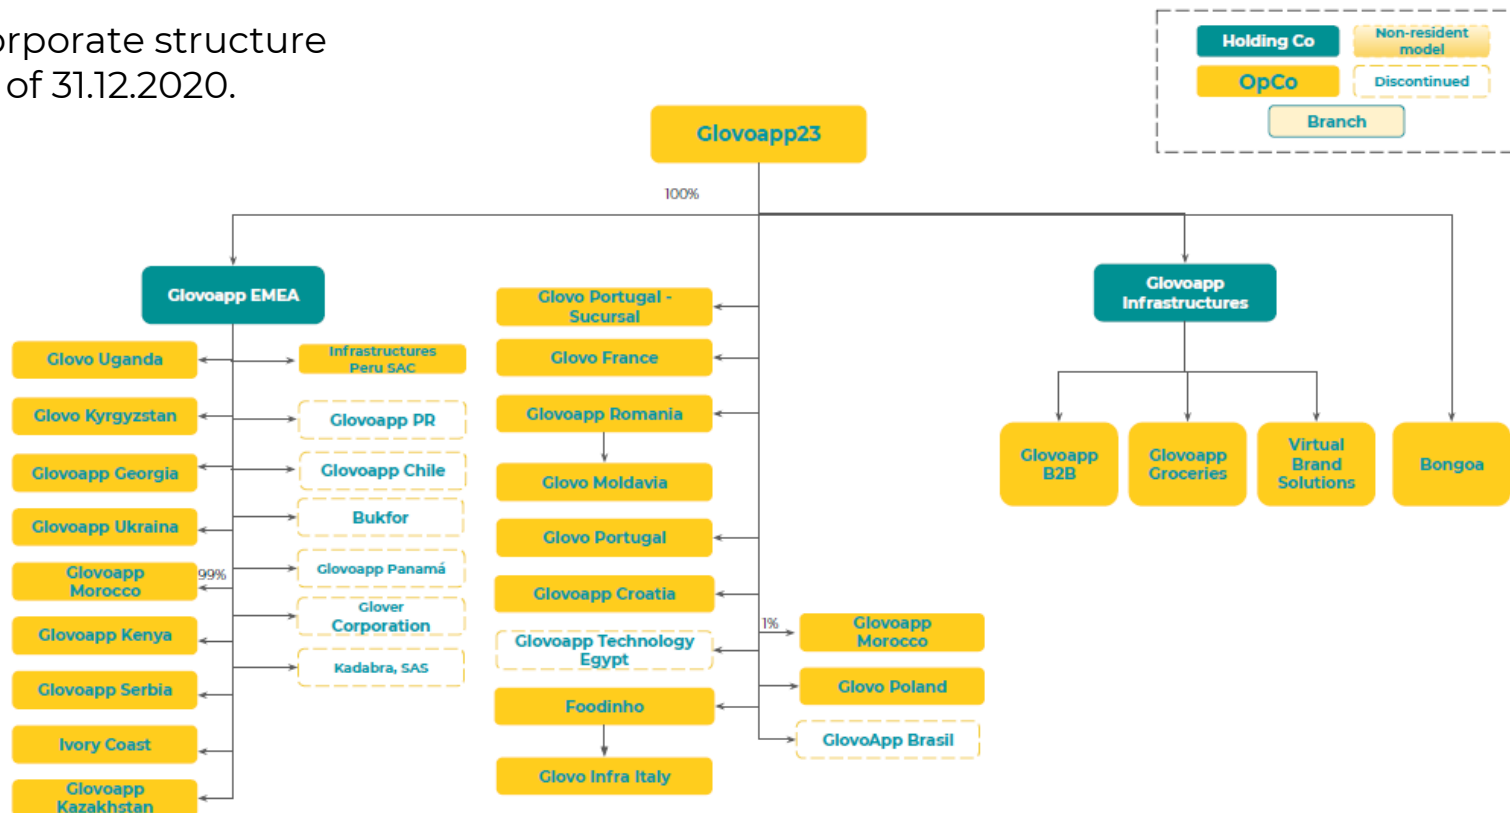 orporate structure
of 31.12.2020.
Holding Co
Non-resident
model
OpCo
Discontinued
Branch
Glovoapp23
100%
Glovoapp EMEA
Glovo Uganda
Glovo Kyrgyzstan
Glovoapp Georgia
Glovoapp Ukraina
Glovoapp
Morocco
99%
Glovoapp Kenya
Glovoapp Serbia
Ivory Coast
Glovoapp
Kazakhstan
Infrastructures
Peru SAC
Glovoapp PR
Glovoapp Chile
Bukfor
Glovoapp Panamá
Glover
Corporation
Kadabra, SAS
Glovo Portugal -
Sucursal
Glovo France
Glovoapp Romania
Glovo Moldavia
Glovo Portugal
Glovoapp Croatia
Glovoapp Technology
Egypt
Foodinho
Glovo Infra Italy
1%
Glovoapp
Morocco
Glovo Poland
GlovoApp Brasil
Glovoapp
Infrastructures
Glovoapp
B2B
Glovoapp
Groceries
Virtual
Brand
Solutions
Bongoa